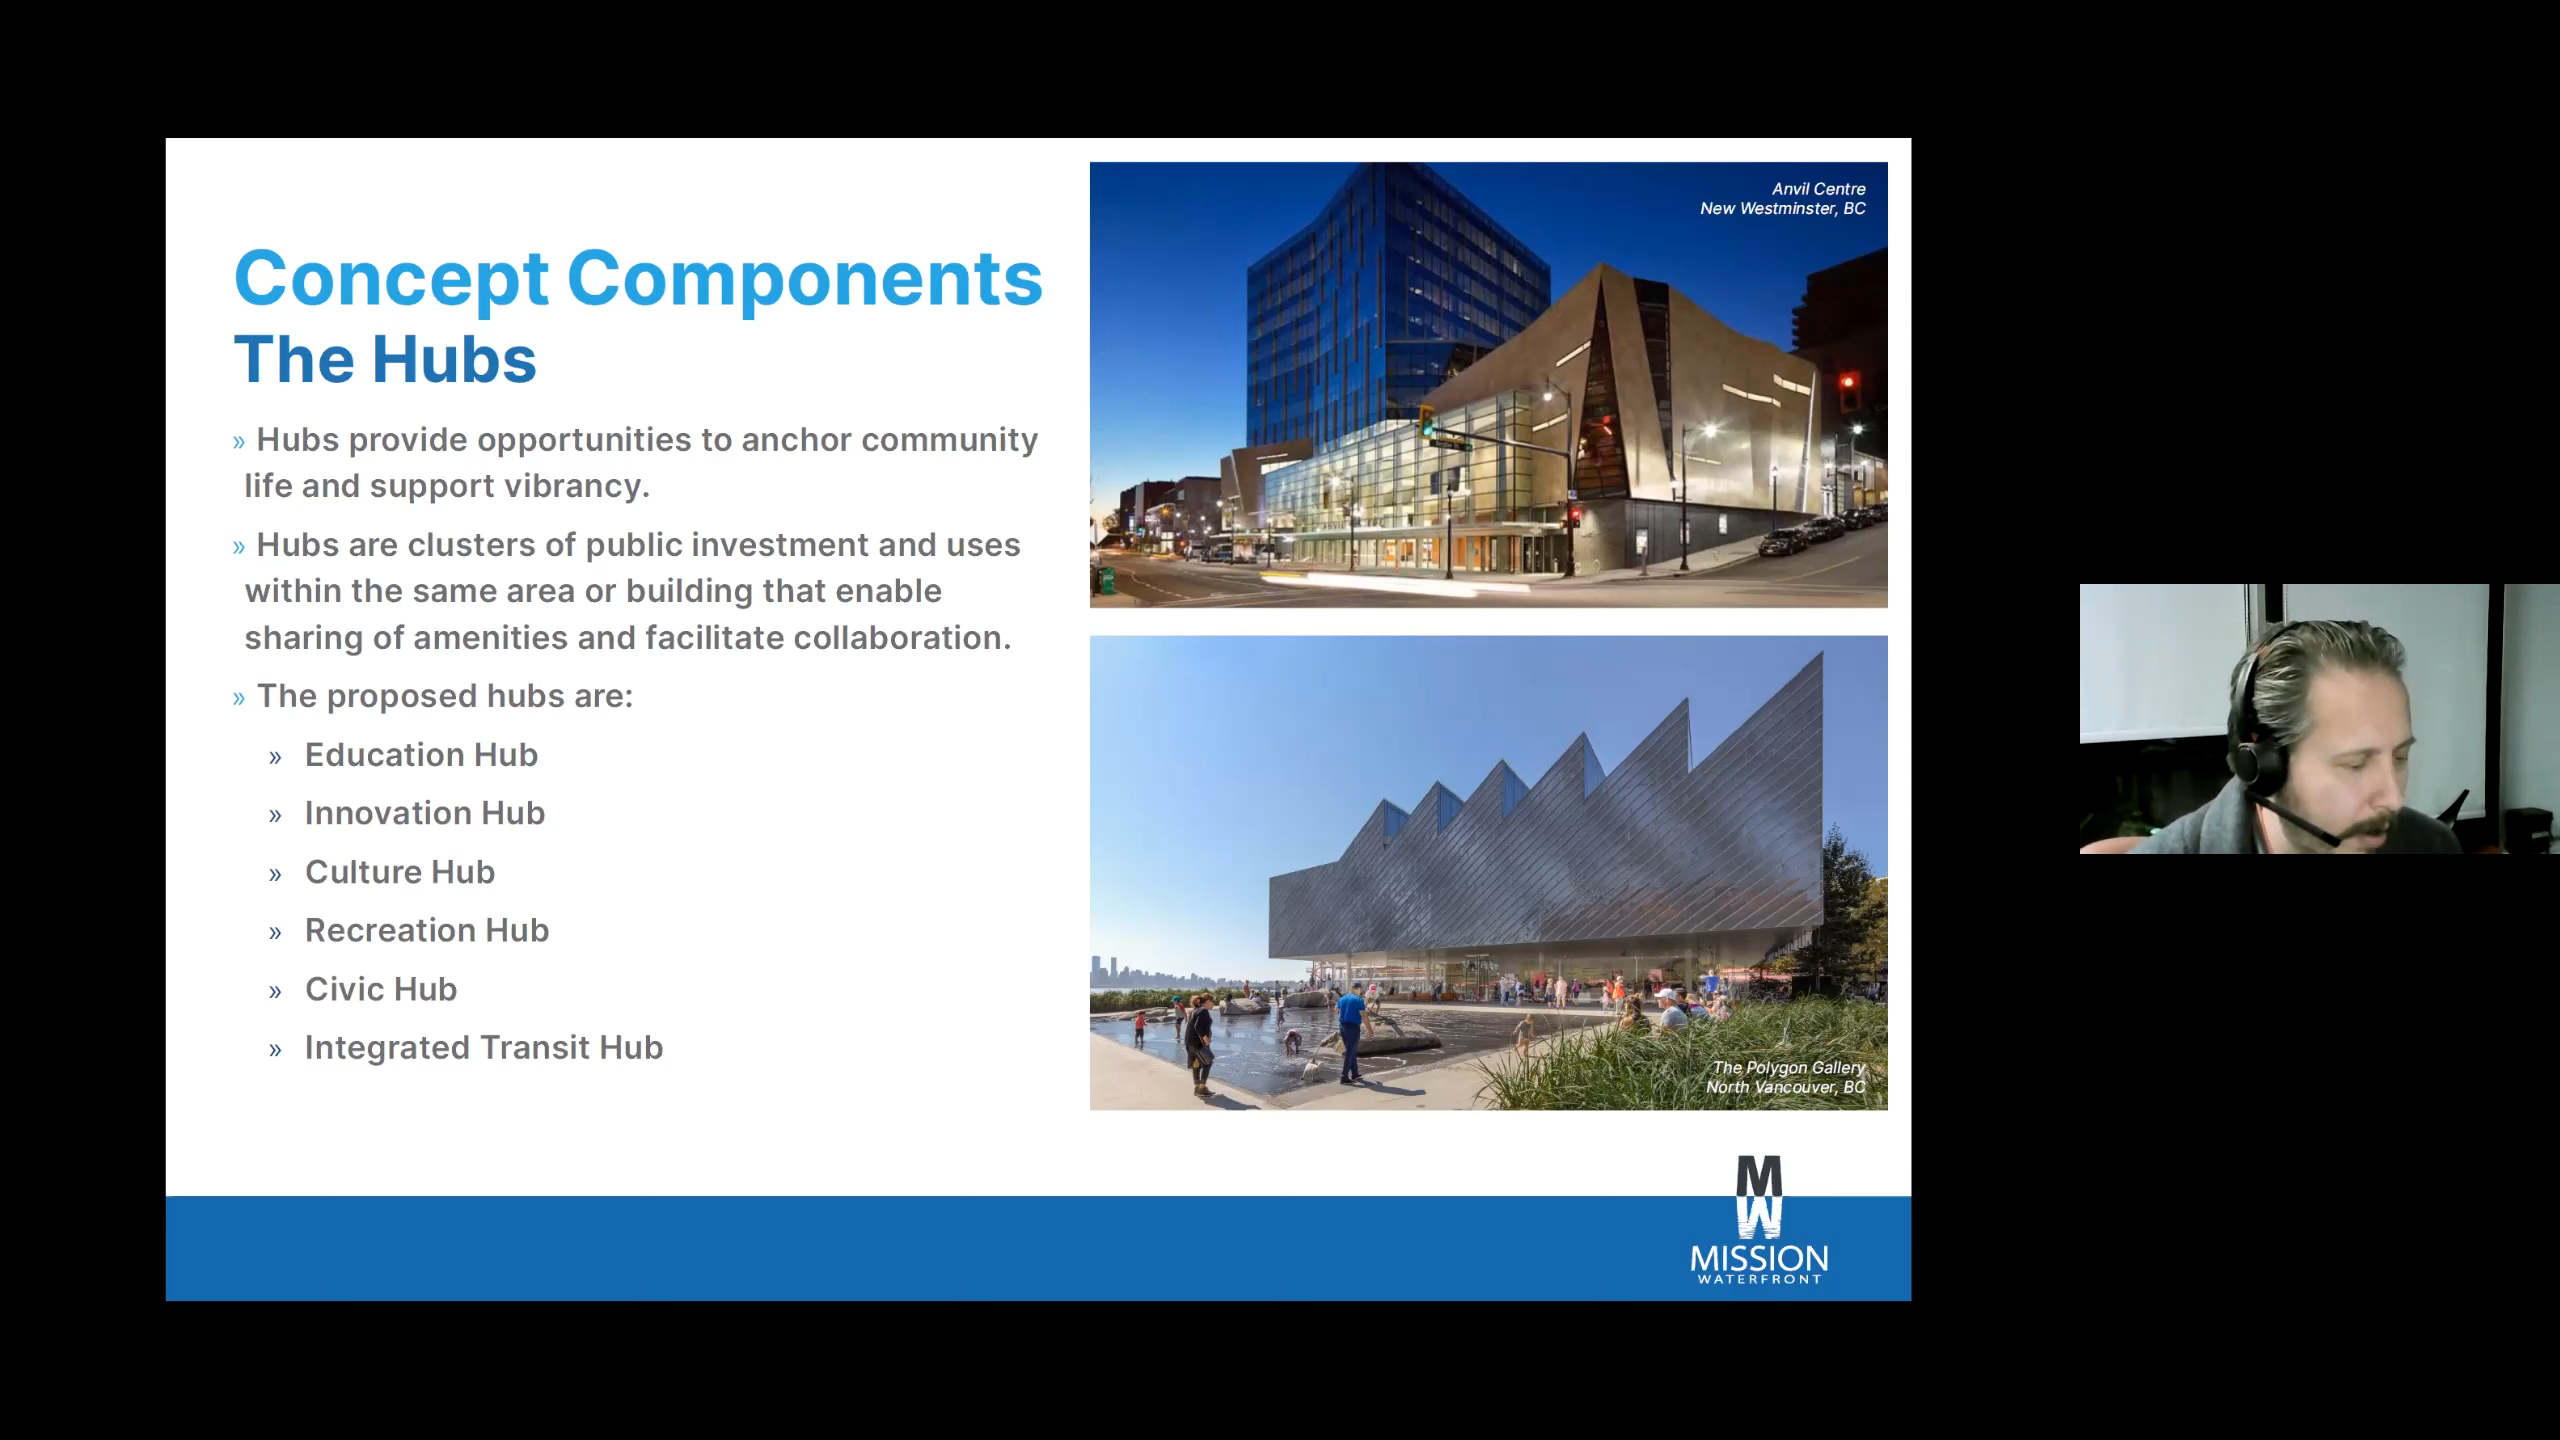 Concept Components
The Hubs
» Hubs provide opportunities to anchor community
life and support vibrancy.
» Hubs are clusters of public investment and uses
within the same area or building that enable
sharing of amenities and facilitate collaboration.
» The proposed hubs are:
» Education Hub
» Innovation Hub
» Culture Hub
» Recreation Hub
» Civic Hub
» Integrated Transit Hub
Anvil Centre
New Westminster, BC
The Polygon Gallery
North Vancouver, BC
MW
MISSION
WATERFRONT